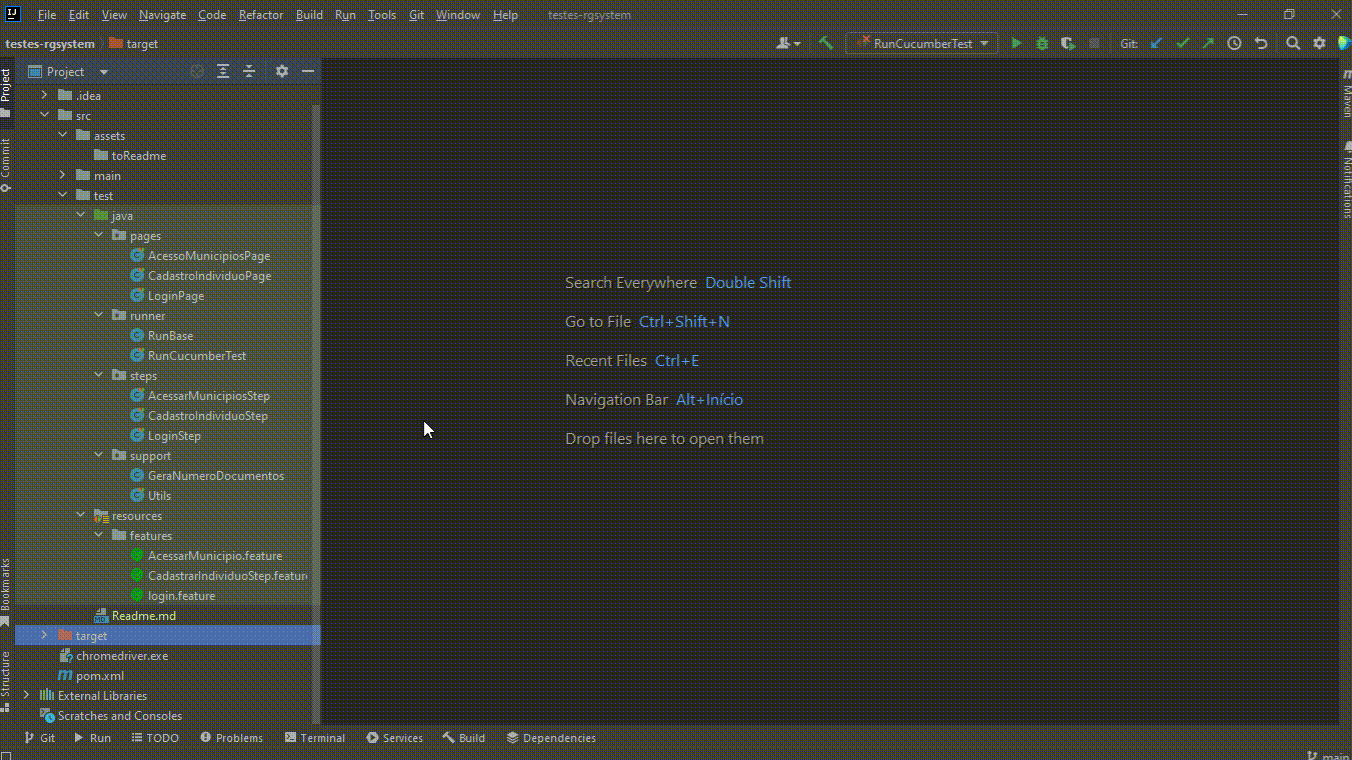 File Edit View Navigate Code Refactor Build Run Tools Git Window Help testes-rgsystem
testes-rgsystem target RunCucumberTest Git:
Project
Project
Commit
Bookmarks
Structure
.idea
src
assets
toReadme
main
test
java
pages
AcessoMunicipiosPage
CadastroIndividuoPage
LoginPage
runner
RunBase
RunCucumberTest
steps
AcessarMunicipiosStep
CadastroIndividuoStep
LoginStep
support
GeraNumeroDocumentos
Utils
resources
features
AcessarMunicipio.feature
CadastrarIndividuoStep.featur
login.feature
Readme.md
target
chromedriver.exe
pom.xml
External Libraries
Scratches and Consoles
Search Everywhere Double Shift
Go to File Ctrl+Shift+N
Recent Files Ctrl+E
Navigation Bar Alt+Início
Drop files here to open them
Maven
Notifications
Git Run TODO Problems Terminal Services Build Dependencies
main